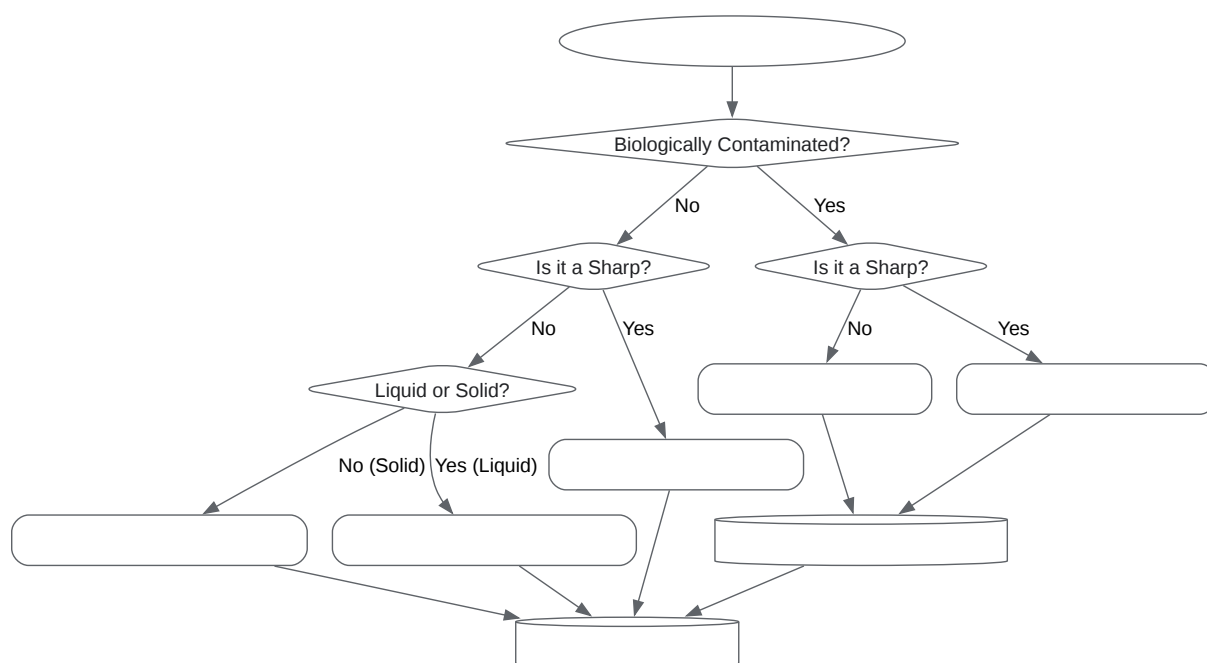 Biologically Contaminated?
No
Yes
Is it a Sharp?
Is it a Sharp?
No
Yes
No
Yes
Liquid or Solid?
No (Solid)
Yes (Liquid)